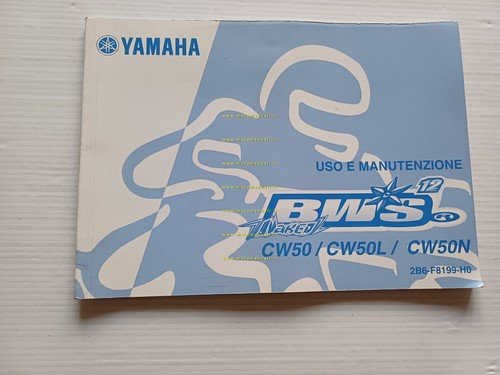 YAMAHA
USO E MANUTENZIONE
12
BW'S
NAKED
CW50 / CW50L / CW50N
2B6-F8199-H0